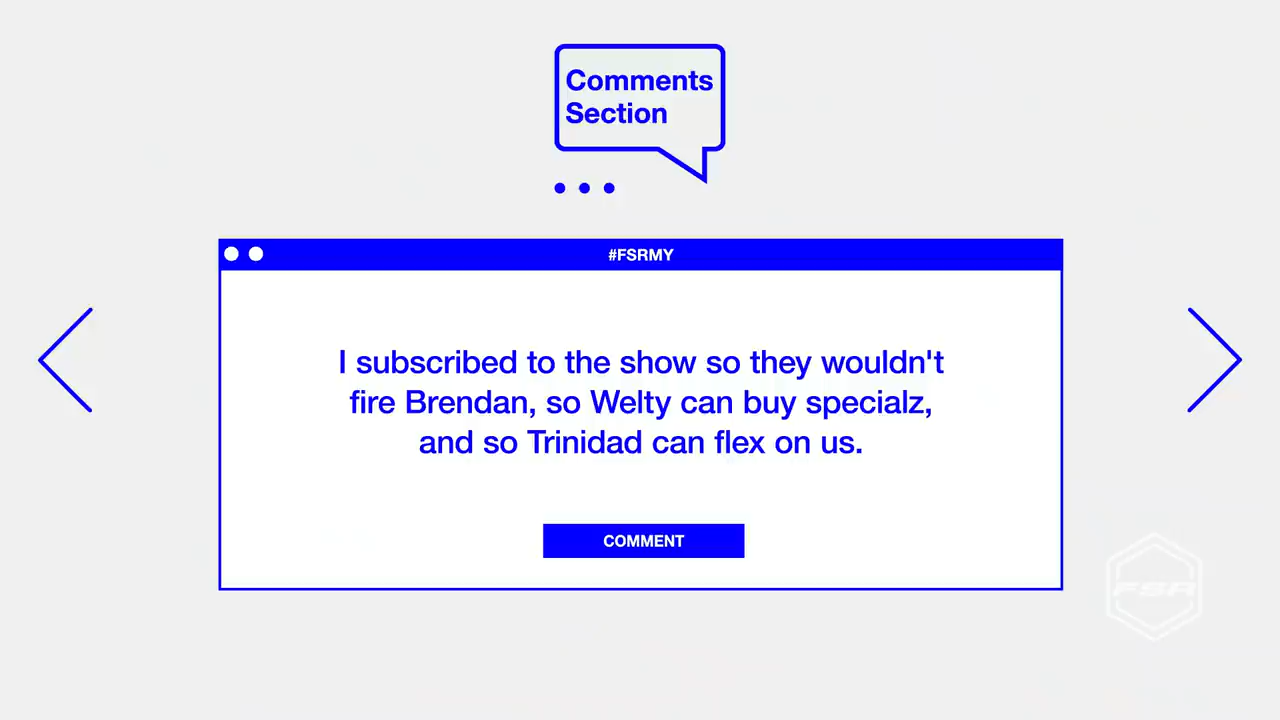 Comments
Section
#FSRMY
I subscribed to the show so they wouldn't
fire Brendan, so Welty can buy specialz,
and so Trinidad can flex on us.
COMMENT
FSR